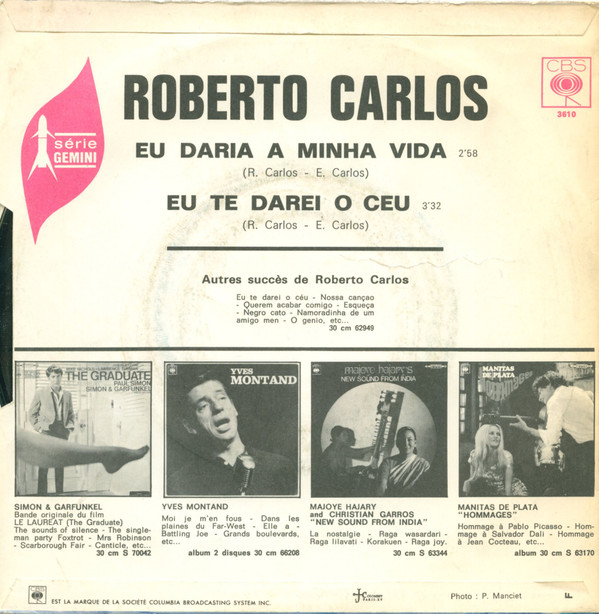 ROBERTO CARLOS
CBS
3610
série
GEMINI
EU DARIA A MINHA VIDA 2'58
(R. Carlos - E. Carlos)
EU TE DAREI O CEU 3'32
(R. Carlos - E. Carlos)
Autres succès de Roberto Carlos
Eu te darei o céu - Nossa cançao
- Querem acabar comigo - Esqueça
- Negro cato - Namoradinha de um
amigo men - O genio, etc...
30 cm 62949
THE GRADUATE
PAUL SIMON
SIMON & GARFUNKEL
YVES
MONTAND
MAJOYE HAJARY'S
NEW SOUND FROM INDIA
MANITAS
DE PLATA
SIMON & GARFUNKEL
Bande originale du film
LE LAUREAT (The Graduate)
The sounds of silence - The single-
man party Foxtrot - Mrs Robinson
- Scarborough Fair - Canticle, etc...
30 cm S 70042
YVES MONTAND
Moi je m'en fous - Dans les
plaines du Far-West - Elle a -
Battling Joe - Grands boulevards,
etc...
album 2 disques 30 cm 66208
MAJOYE HAJARY
and CHRISTIAN GARROS
"NEW SOUND FROM INDIA"
La nostalgie - Raga wasardari -
Raga lilavati - Korakuen - Raga joy.
30 cm S 63344
MANITAS DE PLATA
"HOMMAGES"
Hommage à Pablo Picasso - Hom-
mage à Salvador Dali - Hommage
à Jean Cocteau, etc...
album 30 cm S 63170
CBS EST LA MARQUE DE LA SOCIÉTÉ COLUMBIA BROADCASTING SYSTEM INC.
Photo : P. Manciet
F